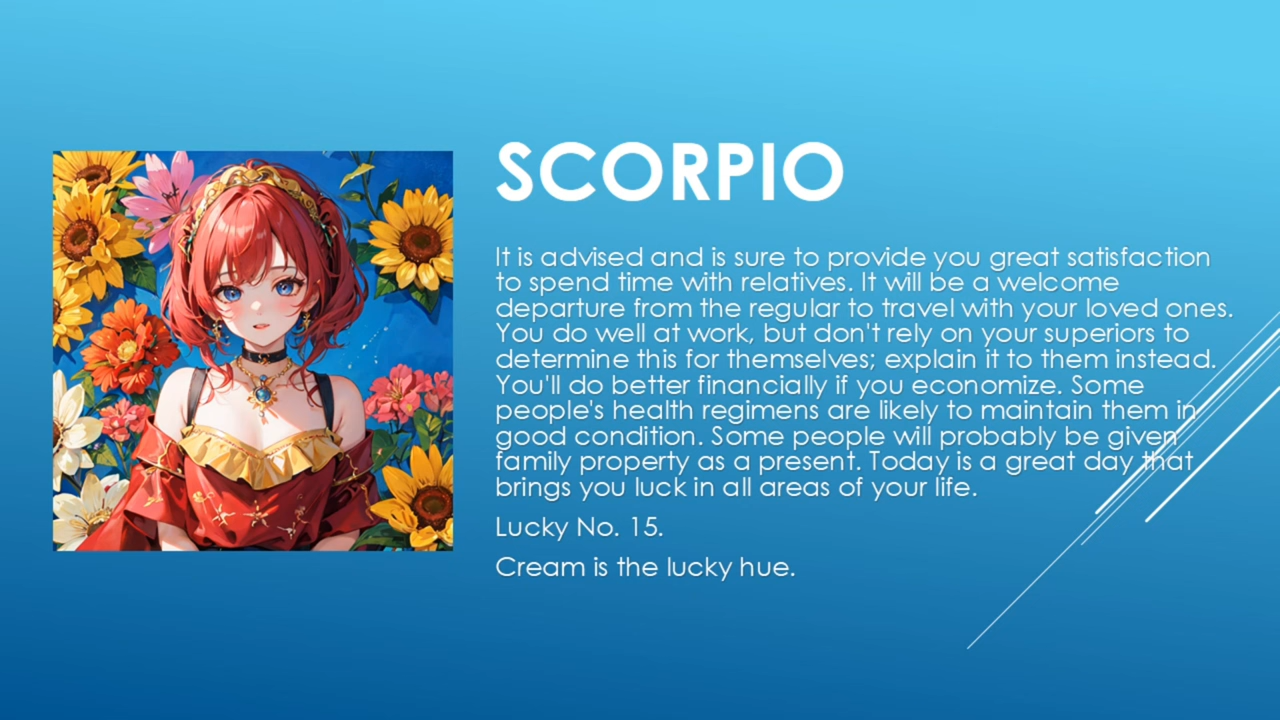 SCORPIO
It is advised and is sure to provide you great satisfaction
to spend time with relatives. It will be a welcome
departure from the regular to travel with your loved ones.
You do well at work, but don't rely on your superiors to
determine this for themselves; explain it to them instead.
You'll do better financially if you economize. Some
people's health regimens are likely to maintain them in
good condition. Some people will probably be given
family property as a present. Today is a great day that
brings you luck in all areas of your life.
Lucky No. 15.
Cream is the lucky hue.